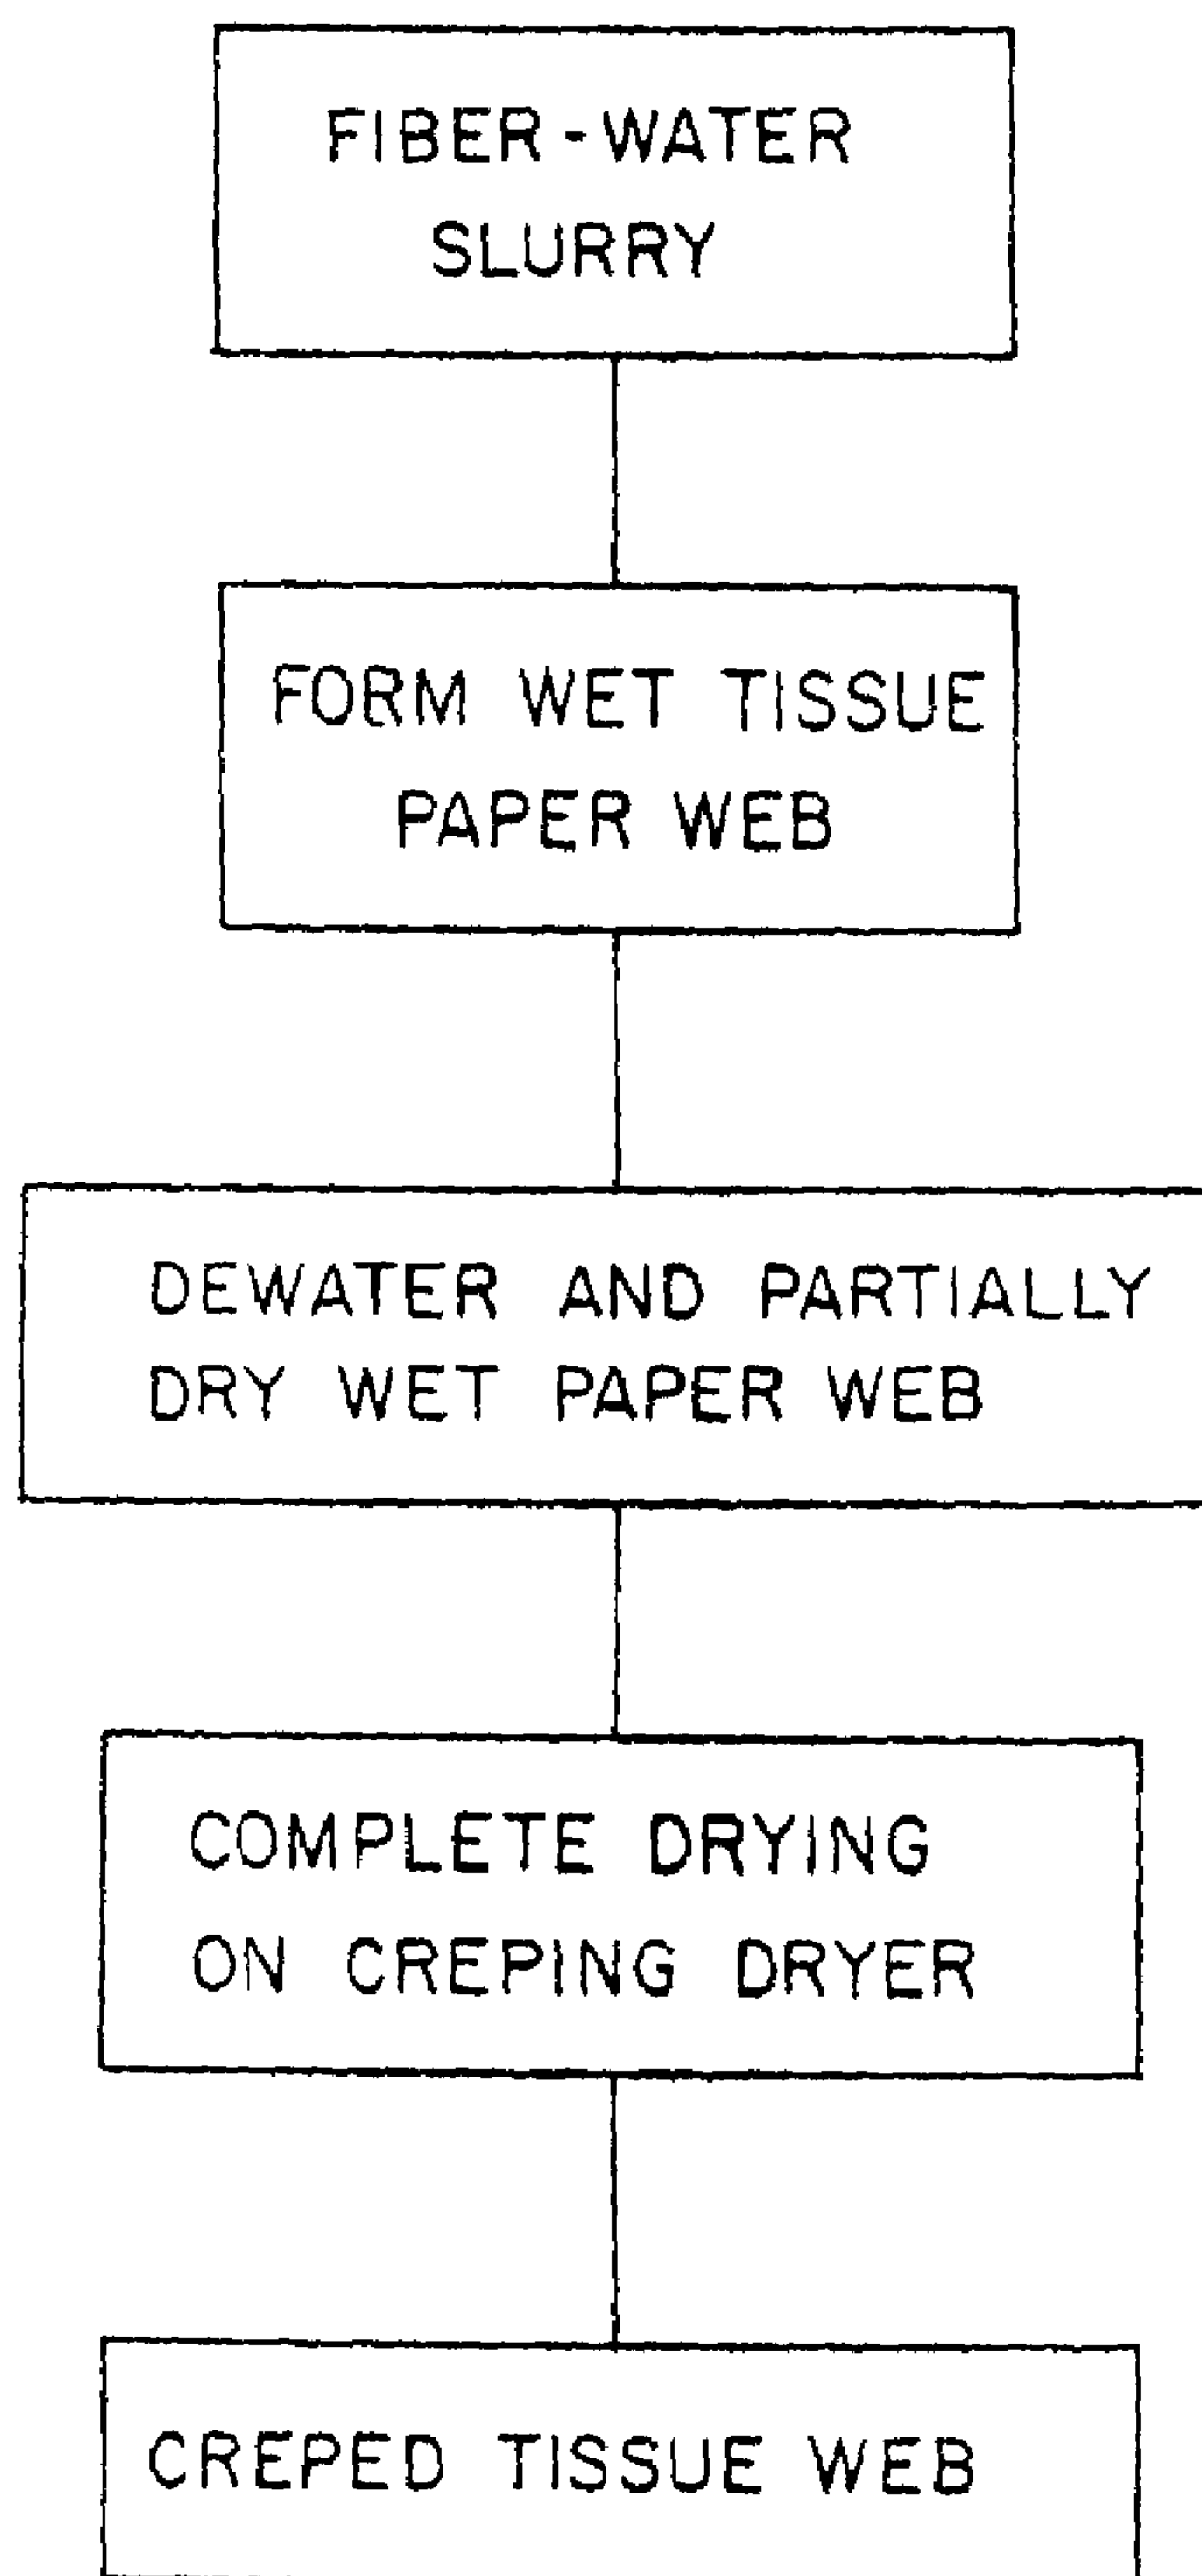 FIBER-WATER
SLURRY
FORM WET TISSUE
PAPER WEB
DEWATER AND PARTIALLY
DRY WET PAPER WEB
COMPLETE DRYING
ON CREPING DRYER
CREPED TISSUE WEB